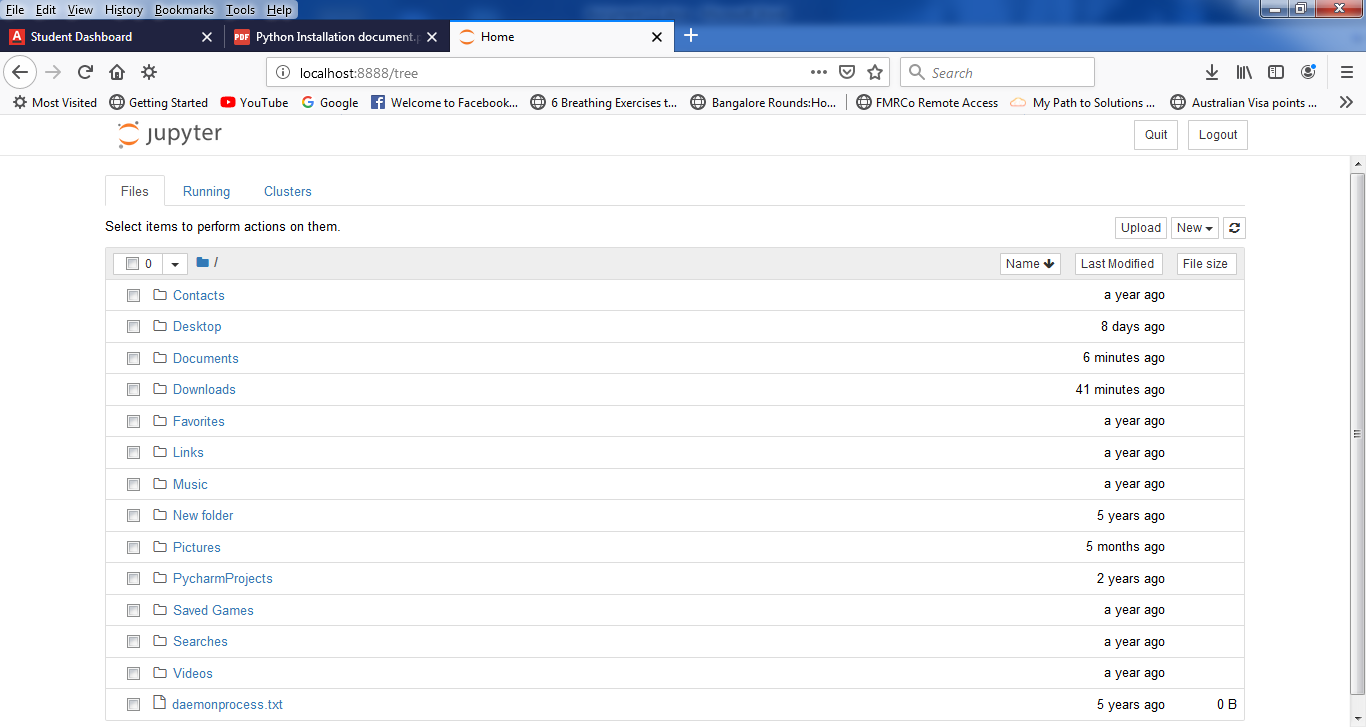 File Edit View History Bookmarks Tools Help
Student Dashboard Python Installation document. Home
localhost:8888/tree Search
Most Visited Getting Started YouTube Google Welcome to Facebook... 6 Breathing Exercises t... Bangalore Rounds:Ho... FMRCo Remote Access My Path to Solutions ... Australian Visa points ...
jupyter Quit Logout
Files Running Clusters
Select items to perform actions on them. Upload New
0 / Name Last Modified File size
Contacts a year ago
Desktop 8 days ago
Documents 6 minutes ago
Downloads 41 minutes ago
Favorites a year ago
Links a year ago
Music a year ago
New folder 5 years ago
Pictures 5 months ago
PycharmProjects 2 years ago
Saved Games a year ago
Searches a year ago
Videos a year ago
daemonprocess.txt 5 years ago 0 B